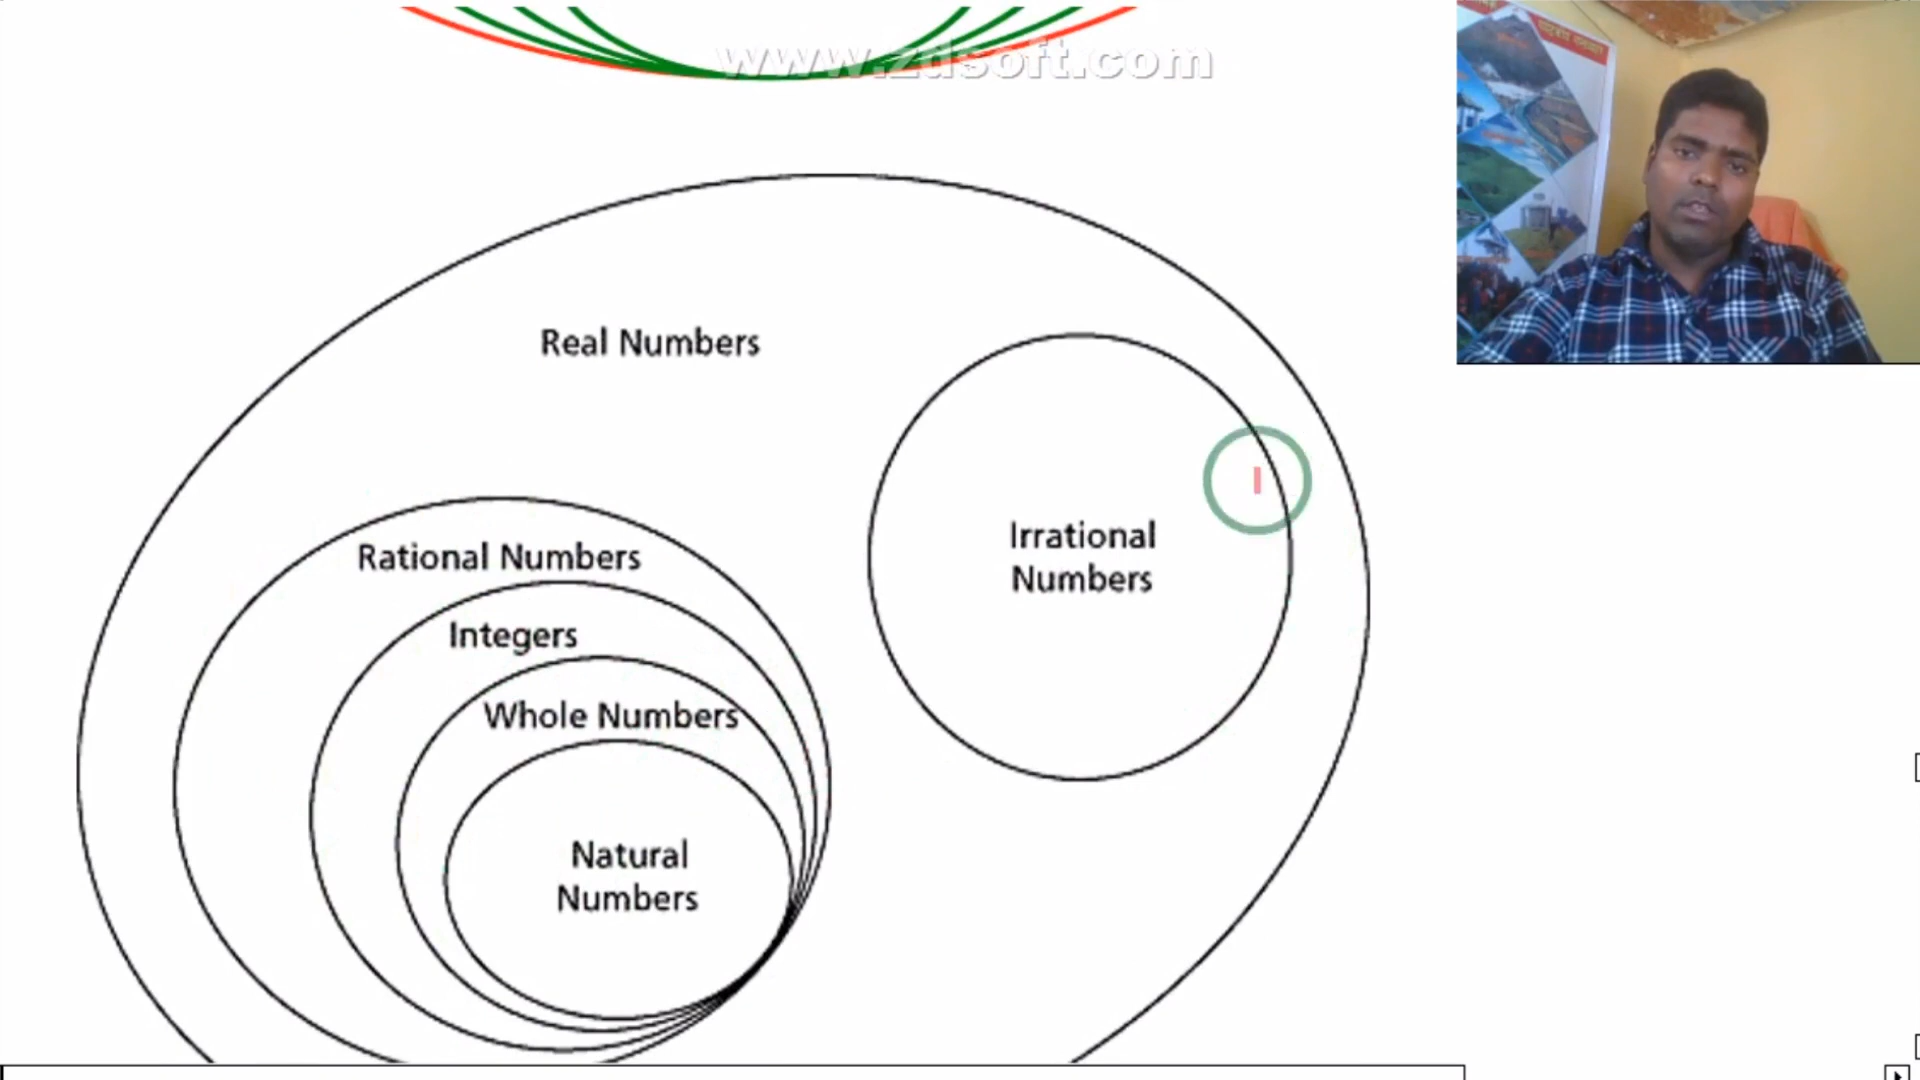 www.zdsoft.com
Real Numbers
Irrational
Numbers
Rational Numbers
Integers
Whole Numbers
Natural
Numbers